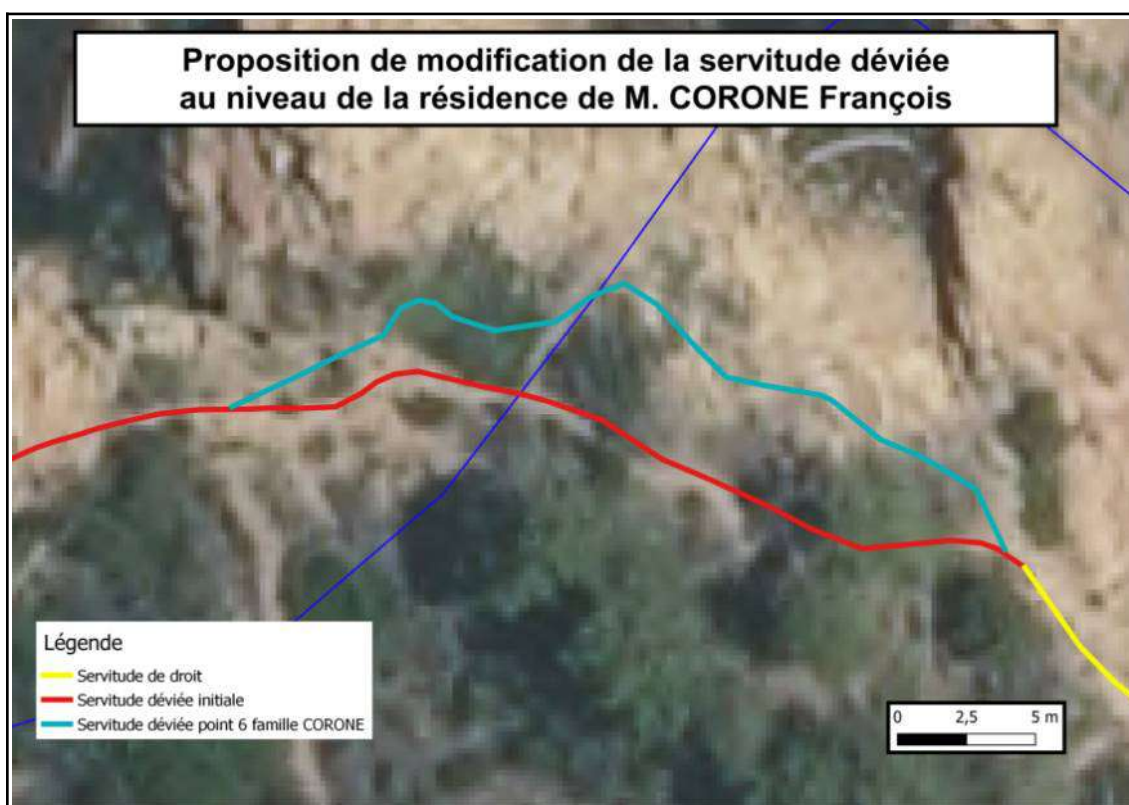 Proposition de modification de la servitude déviée
au niveau de la résidence de M. CORONE François
Légende
Servitude de droit
Servitude déviée initiale
Servitude déviée point 6 famille CORONE
0 2,5 5 m